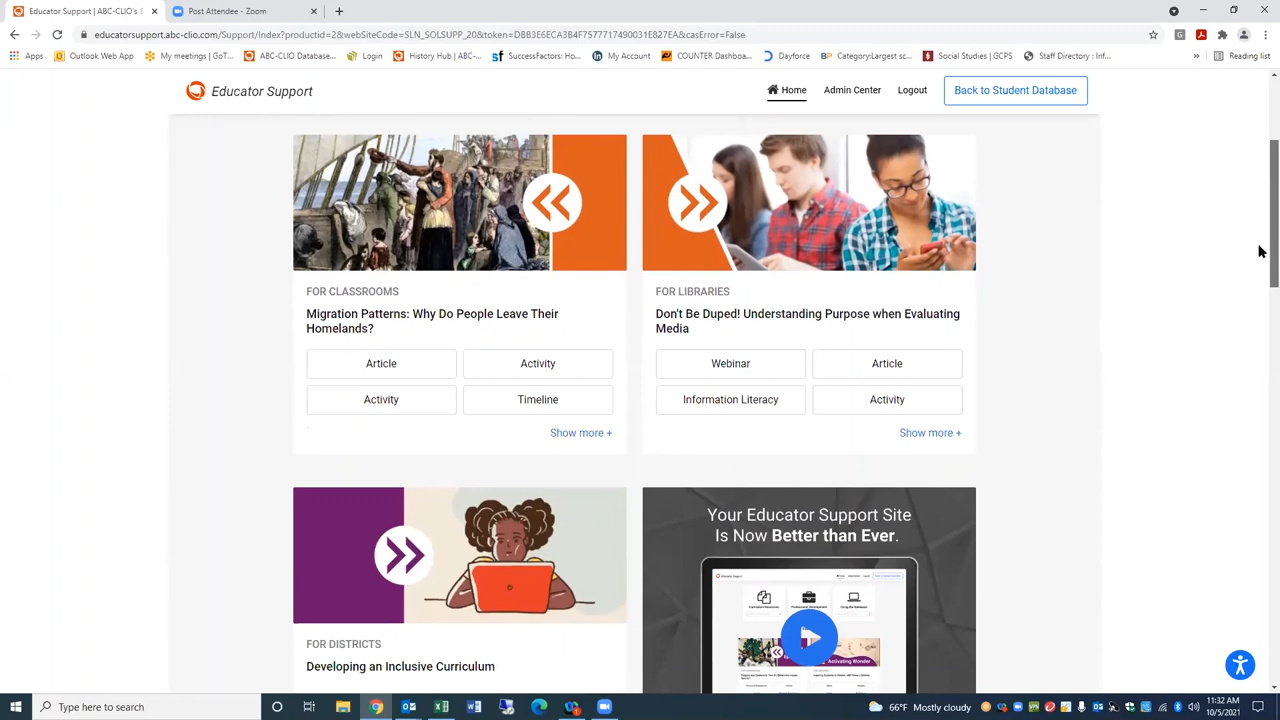 Educator Support | ABC-CLIO's E
Post Attendee - Zoom
educatorsupport.abc-clio.com/Support/Index?productid=2&webSiteCode=SLN_SOLSUPP_20&token=DBB3E6ECA3B4F7577717490031E827EA&casError=False
Apps
Outlook Web App
My meetings | GoT...
ABC-CLIO Database...
Login
History Hub | ABC-...
SuccessFactors: Ho...
My Account
COUNTER Dashboa...
Dayforce
Category:Largest sc...
Social Studies | GCPS
Staff Directory : Inf...
»
Reading list
Educator Support
Home
Admin Center
Logout
Back to Student Database
FOR CLASSROOMS
Migration Patterns: Why Do People Leave Their
Homelands?
Article
Activity
Activity
Timeline
Show more +
FOR LIBRARIES
Don't Be Duped! Understanding Purpose when Evaluating
Media
Webinar
Article
Information Literacy
Activity
Show more +
FOR DISTRICTS
Developing an Inclusive Curriculum
Your Educator Support Site
Is Now Better than Ever.
Type here to search
66°F Mostly cloudy
11:32 AM
10/5/2021